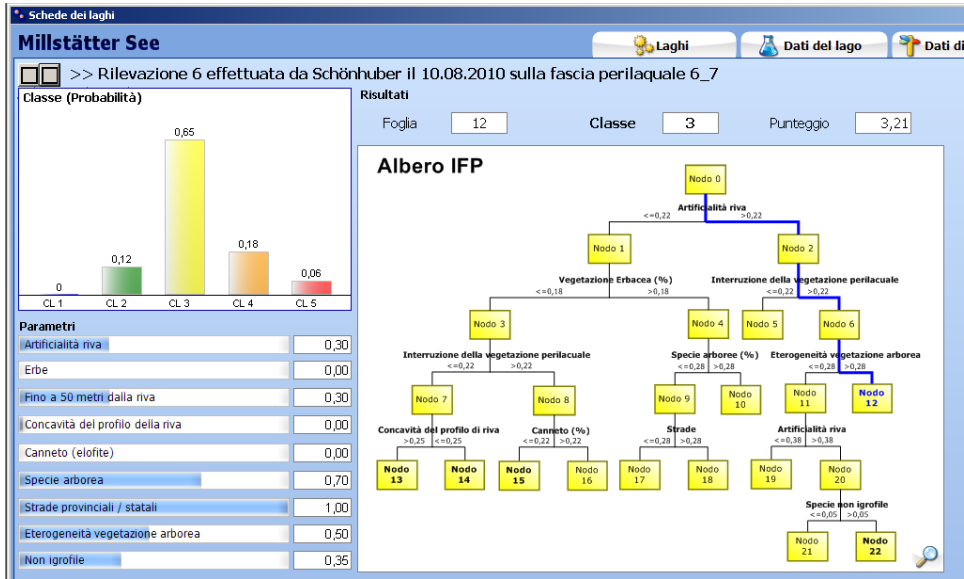 Schede dei laghi
Millstätter See
Laghi
Dati del lago
Dati di
>> Rilevazione 6 effettuata da Schönhuber il 10.08.2010 sulla fascia perilaquale 6_7
Classe (Probabilità)
0,65
0,18
0,12
0,06
0
CL 1 CL 2 CL 3 CL 4 CL 5
Parametri
Artificialità riva 0,30
Erbe 0,00
Fino a 50 metri dalla riva 0,30
Concavità del profilo della riva 0,00
Canneto (elofite) 0,00
Specie arborea 0,70
Strade provinciali / statali 1,00
Eterogeneità vegetazione arborea 0,50
Non igrofile 0,35
Risultati
Foglia 12 Classe 3 Punteggio 3,21
Albero IFP
Nodo 0
Artificialità riva
<=0,22 >0,22
Nodo 1 Nodo 2
Vegetazione Erbacea (%) Interruzione della vegetazione perilacuale
<=0,18 >0,18 <=0,22 >0,22
Nodo 3 Nodo 4 Nodo 5 Nodo 6
Interruzione della vegetazione perilacuale Specie arboree (%) Eterogeneità vegetazione arborea
<=0,22 >0,22 <=0,28 >0,28 <=0,28 >0,28
Nodo 7 Nodo 8 Nodo 9 Nodo 10 Nodo 11 Nodo 12
Concavità del profilo di riva Canneto (%) Strade Artificialità riva
>0,25 <=0,25 <=0,22 >0,22 <=0,28 >0,28 <=0,38 >0,38
Nodo 13 Nodo 14 Nodo 15 Nodo 16 Nodo 17 Nodo 18 Nodo 19 Nodo 20
Specie non igrofile
<=0,05 >0,05
Nodo 21 Nodo 22